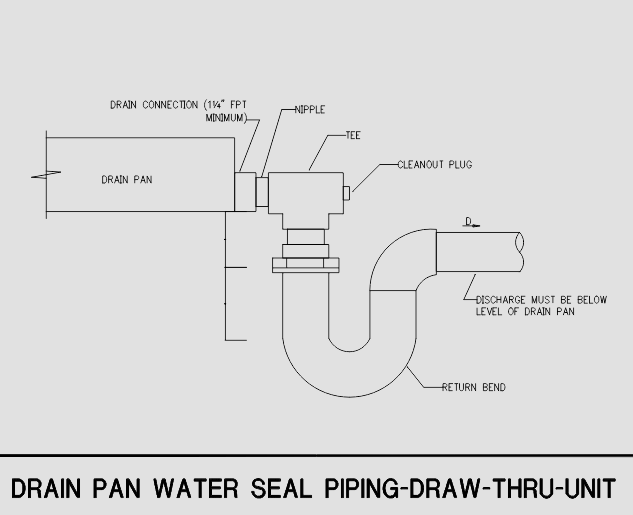 DRAIN CONNECTION (1¼" FPT
MINIMUM)
NIPPLE
TEE
CLEANOUT PLUG
DRAIN PAN
D
DISCHARGE MUST BE BELOW
LEVEL OF DRAIN PAN
RETURN BEND
DRAIN PAN WATER SEAL PIPING-DRAW-THRU-UNIT